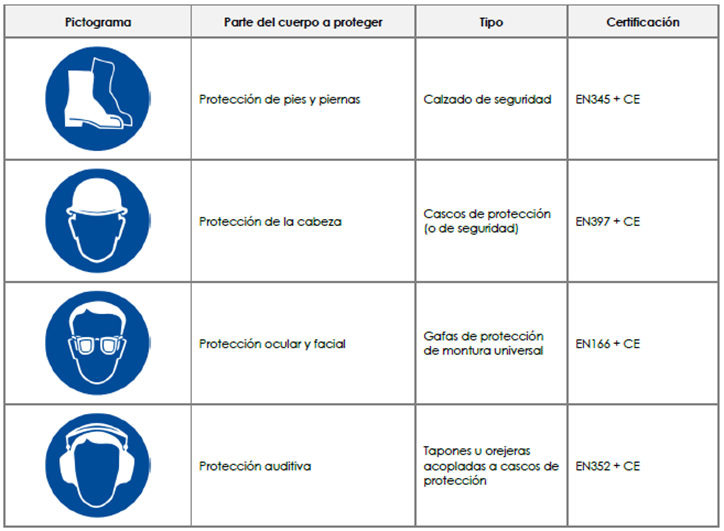 Pictograma Parte del cuerpo a proteger Tipo Certificación
Protección de pies y piernas Calzado de seguridad EN345 + CE
Protección de la cabeza Cascos de protección (o de seguridad) EN397 + CE
Protección ocular y facial Gafas de protección de montura universal EN166 + CE
Protección auditiva Tapones u orejeras acopladas a cascos de protección EN352 + CE